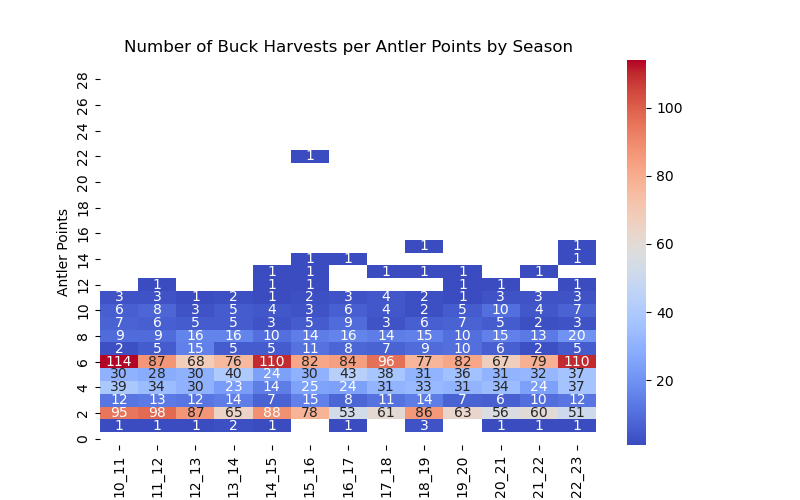 Number of Buck Harvests per Antler Points by Season
Antler Points
28
26
24
22 1
20
18
16
1 1
14 1 1 1
1 1 1 1 1 1
12 1 1 1 1 1 1
3 3 1 2 1 2 3 4 2 1 3 3 3
10 6 8 3 5 4 3 6 4 2 5 10 4 7
7 6 5 5 3 5 9 3 6 7 5 2 3
8 9 9 16 16 10 14 16 14 15 10 15 13 20
2 5 15 5 5 11 8 7 9 10 6 2 5
6 114 87 68 76 110 82 84 96 77 82 67 79 110
30 28 30 40 24 30 43 38 31 36 31 32 37
4 39 34 30 23 14 25 24 31 33 31 34 24 37
12 13 12 14 7 15 8 11 14 7 6 10 12
2 95 98 87 65 88 78 53 61 86 63 56 60 51
1 1 1 2 1 1 3 1 1 1
0
10_11 11_12 12_13 13_14 14_15 15_16 16_17 17_18 18_19 19_20 20_21 21_22 22_23
100
80
60
40
20